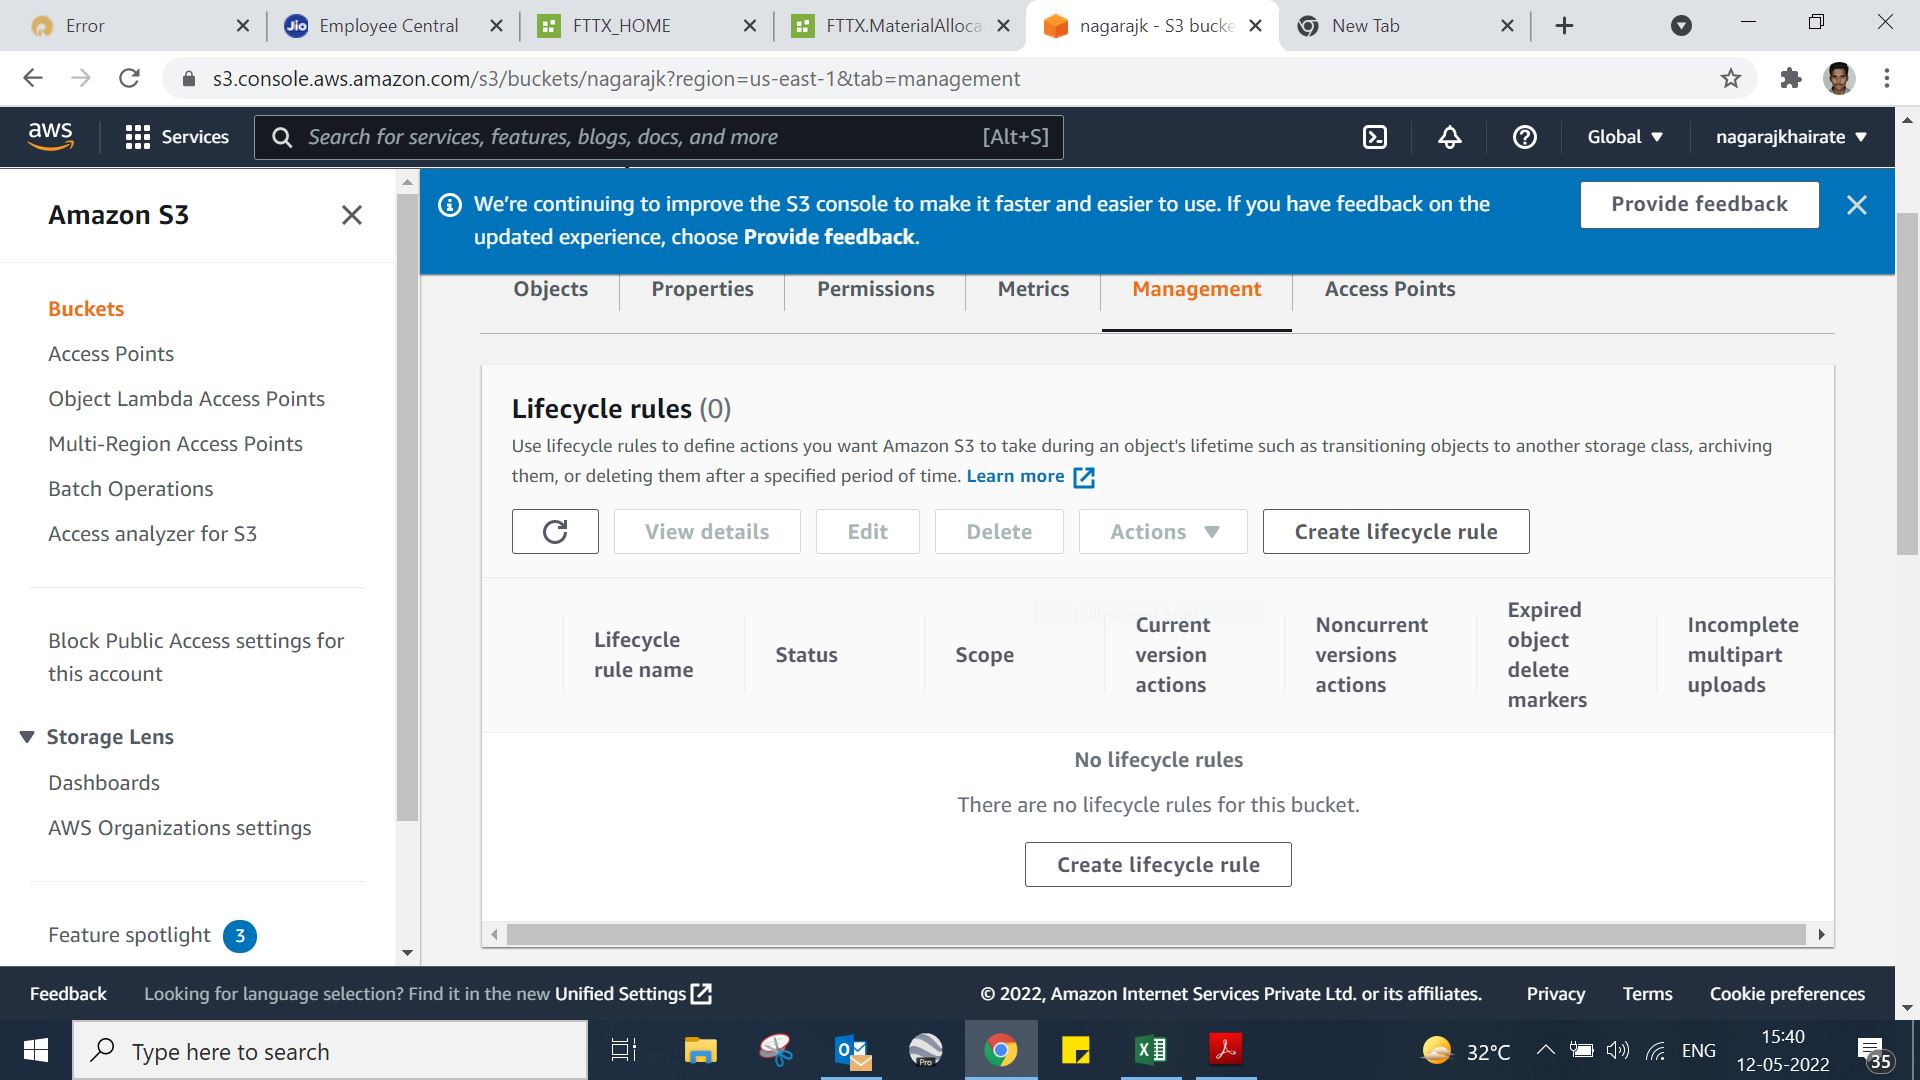 Error
Jio
Employee Central
FTTX_HOME
FTTX.MaterialAlloca
nagarajk - S3 bucke
New Tab
s3.console.aws.amazon.com/s3/buckets/nagarajk?region=us-east-1&tab=management
aws
Services
Search for services, features, blogs, docs, and more
[Alt+S]
Global
nagarajkhairate
Amazon S3
Buckets
Access Points
Object Lambda Access Points
Multi-Region Access Points
Batch Operations
Access analyzer for S3
Block Public Access settings for
this account
Storage Lens
Dashboards
AWS Organizations settings
Feature spotlight 3
We're continuing to improve the S3 console to make it faster and easier to use. If you have feedback on the
updated experience, choose Provide feedback.
Provide feedback
Objects
Properties
Permissions
Metrics
Management
Access Points
Lifecycle rules (0)
Use lifecycle rules to define actions you want Amazon S3 to take during an object's lifetime such as transitioning objects to another storage class, archiving
them, or deleting them after a specified period of time. Learn more
View details
Edit
Delete
Actions
Create lifecycle rule
Full-screen Snip
Lifecycle
rule name
Status
Scope
Current
version
actions
Noncurrent
versions
actions
Expired
object
delete
markers
Incomplete
multipart
uploads
No lifecycle rules
There are no lifecycle rules for this bucket.
Create lifecycle rule
Feedback
Looking for language selection? Find it in the new Unified Settings
© 2022, Amazon Internet Services Private Ltd. or its affiliates.
Privacy
Terms
Cookie preferences
Type here to search
Pro
32°C
ENG
15:40
12-05-2022
35